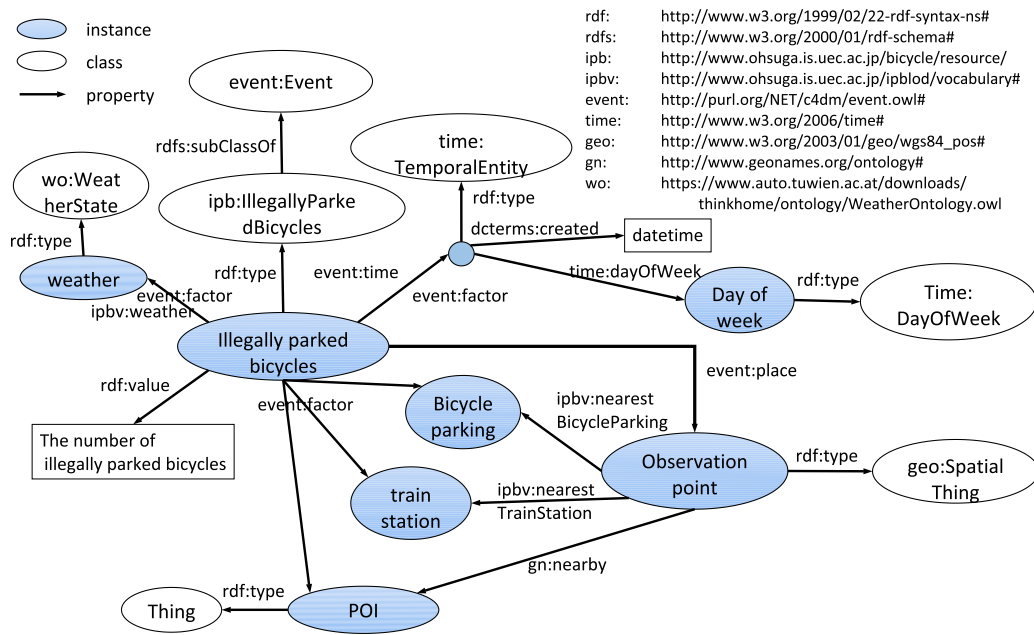 instance
class
property
rdf: http://www.w3.org/1999/02/22-rdf-syntax-ns#
rdfs: http://www.w3.org/2000/01/rdf-schema#
ipb: http://www.ohsuga.is.uec.ac.jp/bicycle/resource/
ipbv: http://www.ohsuga.is.uec.ac.jp/ipblod/vocabulary#
event: http://purl.org/NET/c4dm/event.owl#
time: http://www.w3.org/2006/time#
geo: http://www.w3.org/2003/01/geo/wgs84_pos#
gn: http://www.geonames.org/ontology#
wo: https://www.auto.tuwien.ac.at/downloads/
thinkhome/ontology/WeatherOntology.owl
event:Event
rdfs:subClassOf
time:
TemporalEntity
wo:Weat
herState
ipb:IllegallyParke
dBicycles
rdf:type
dcterms:created
datetime
rdf:type
weather
rdf:type
event:time
time:dayOfWeek
event:factor
ipbv:weather
event:factor
Day of
week
rdf:type
Time:
DayOfWeek
Illegally parked
bicycles
event:place
rdf:value
event:factor
Bicycle
parking
ipbv:nearest
BicycleParking
The number of
illegally parked bicycles
Observation
point
rdf:type
geo:Spatial
Thing
train
station
ipbv:nearest
TrainStation
gn:nearby
rdf:type
Thing
POI